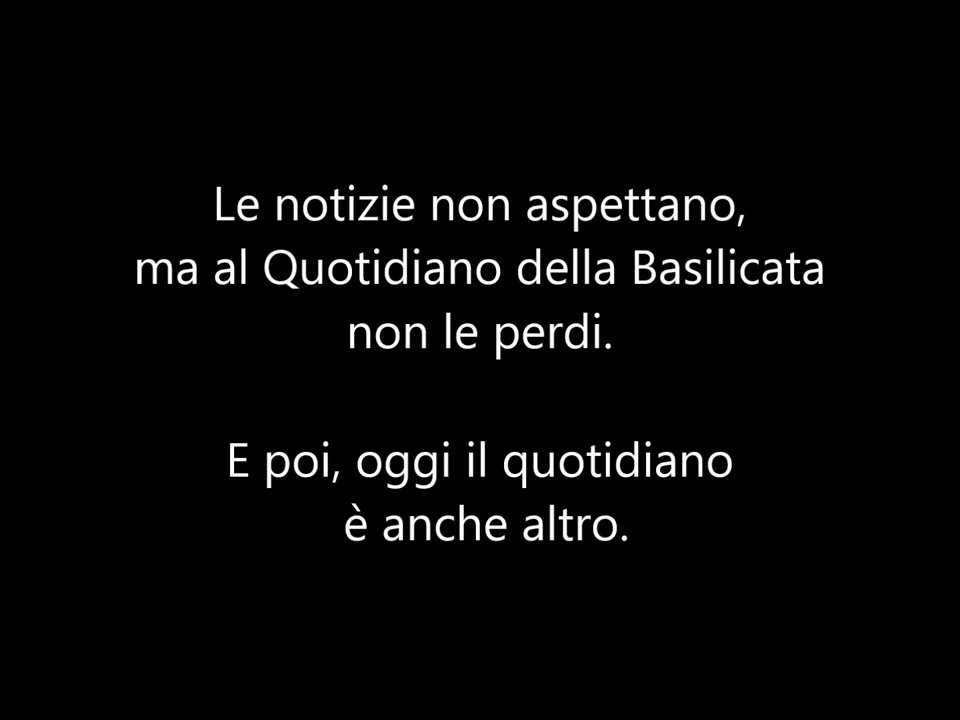 Le notizie non aspettano,
ma al Quotidiano della Basilicata
non le perdi.
E poi, oggi il quotidiano
è anche altro.